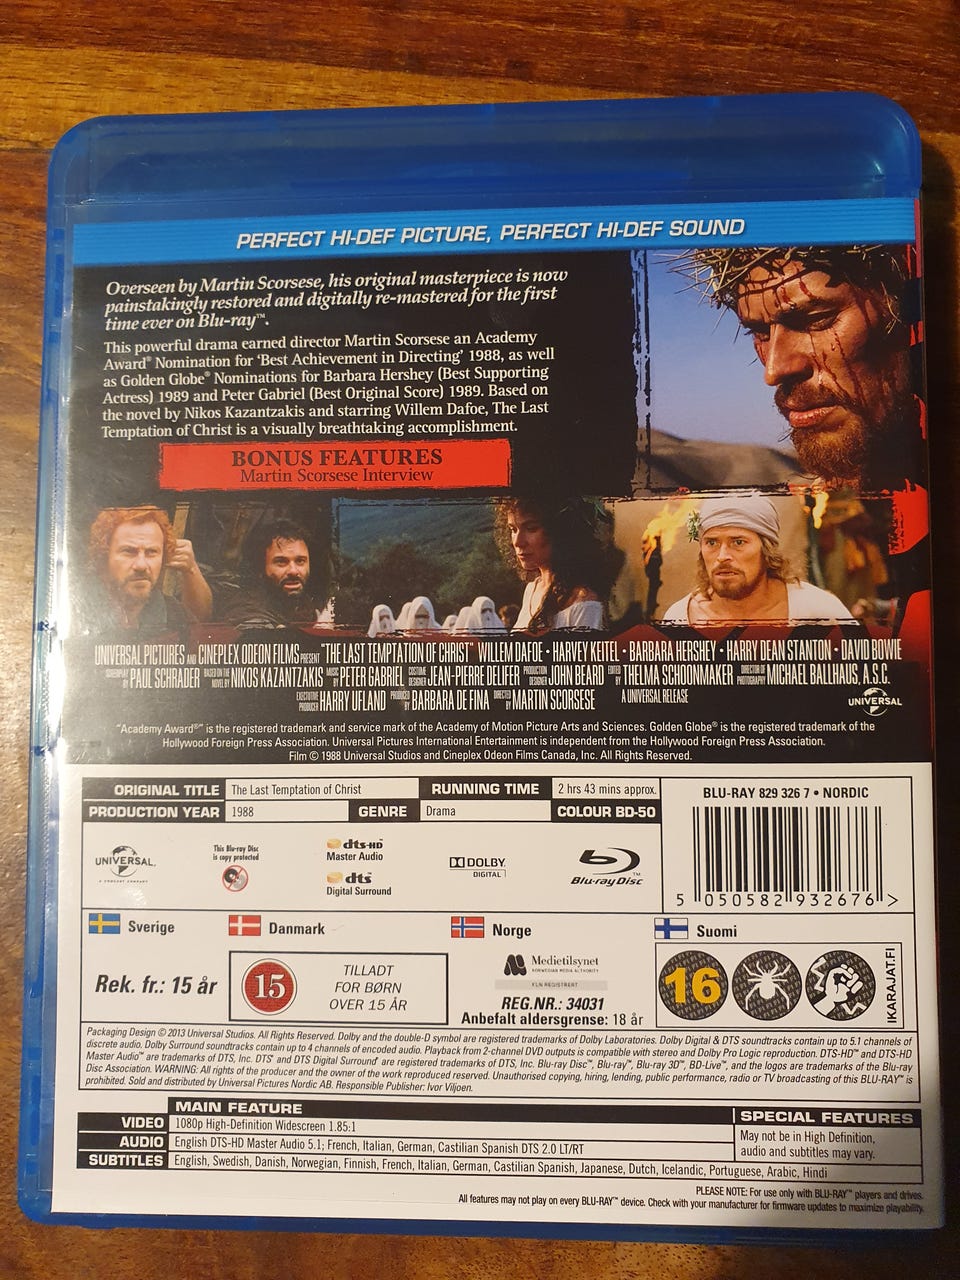 PERFECT HI-DEF PICTURE, PERFECT HI-DEF SOUND
Overseen by Martin Scorsese, his original masterpiece is now
painstakingly restored and digitally re-mastered for the first
time ever on Blu-ray™.
This powerful drama earned director Martin Scorsese an Academy
Award® Nomination for 'Best Achievement in Directing' 1988, as well
as Golden Globe® Nominations for Barbara Hershey (Best Supporting
Actress) 1989 and Peter Gabriel (Best Original Score) 1989. Based on
the novel by Nikos Kazantzakis and starring Willem Dafoe, The Last
Temptation of Christ is a visually breathtaking accomplishment.
BONUS FEATURES
Martin Scorsese Interview
UNIVERSAL PICTURES AND CINEPLEX ODEON FILMS PRESENT "THE LAST TEMPTATION OF CHRIST" WILLEM DAFOE • HARVEY KEITEL • BARBARA HERSHEY • HARRY DEAN STANTON • DAVID BOWIE
SCREENPLAY BY PAUL SCHRADER BASED ON THE NOVEL BY NIKOS KAZANTZAKIS MUSIC BY PETER GABRIEL COSTUME DESIGNER JEAN-PIERRE DELIFER PRODUCTION DESIGNER JOHN BEARD EDITED BY THELMA SCHOONMAKER DIRECTOR OF PHOTOGRAPHY MICHAEL BALLHAUS, A.S.C.
EXECUTIVE PRODUCER HARRY UFLAND PRODUCED BY BARBARA DE FINA DIRECTED BY MARTIN SCORSESE A UNIVERSAL RELEASE
UNIVERSAL
"Academy Award®" is the registered trademark and service mark of the Academy of Motion Picture Arts and Sciences. Golden Globe® is the registered trademark of the
Hollywood Foreign Press Association. Universal Pictures International Entertainment is independent from the Hollywood Foreign Press Association.
Film © 1988 Universal Studios and Cineplex Odeon Films Canada, Inc. All Rights Reserved.
ORIGINAL TITLE The Last Temptation of Christ RUNNING TIME 2 hrs 43 mins approx.
PRODUCTION YEAR 1988 GENRE Drama COLOUR BD-50
BLU-RAY 829 326 7 • NORDIC
5 050582 932676 >
UNIVERSAL
A COMCAST COMPANY
This Blu-ray Disc
is copy protected
dts-HD
Master Audio
dts
Digital Surround
DOLBY
DIGITAL
Blu-ray Disc™
Sverige
Danmark
Norge
Suomi
Rek. fr.: 15 år
15
TILLADT
FOR BØRN
OVER 15 ÅR
Medietilsynet
NORWEGIAN MEDIA AUTHORITY
FLN REGISTRERT
REG.NR.: 34031
Anbefalt aldersgrense: 18 år
16
IKARAJAT.FI
Packaging Design © 2013 Universal Studios. All Rights Reserved. Dolby and the double-D symbol are registered trademarks of Dolby Laboratories. Dolby Digital & DTS soundtracks contain up to 5.1 channels of
discrete audio. Dolby Surround soundtracks contain up to 4 channels of encoded audio. Playback from 2-channel DVD outputs is compatible with stereo and Dolby Pro Logic reproduction. DTS-HD™ and DTS-HD
Master Audio™ are trademarks of DTS, Inc. DTS® and DTS Digital Surround® are registered trademarks of DTS, Inc. Blu-ray Disc™, Blu-ray™, Blu-ray 3D™, BD-Live™, and the logos are trademarks of the Blu-ray
Disc Association. WARNING: All rights of the producer and the owner of the work reproduced reserved. Unauthorised copying, hiring, lending, public performance, radio or TV broadcasting of this BLU-RAY™ is
prohibited. Sold and distributed by Universal Pictures Nordic AB. Responsible Publisher: Ivor Viljoen.
MAIN FEATURE
VIDEO 1080p High-Definition Widescreen 1.85:1
AUDIO English DTS-HD Master Audio 5.1; French, Italian, German, Castilian Spanish DTS 2.0 LT/RT
SUBTITLES English, Swedish, Danish, Norwegian, Finnish, French, Italian, German, Castilian Spanish, Japanese, Dutch, Icelandic, Portuguese, Arabic, Hindi
SPECIAL FEATURES
May not be in High Definition,
audio and subtitles may vary.
PLEASE NOTE: For use only with BLU-RAY™ players and drives.
All features may not play on every BLU-RAY™ device. Check with your manufacturer for firmware updates to maximize playability.